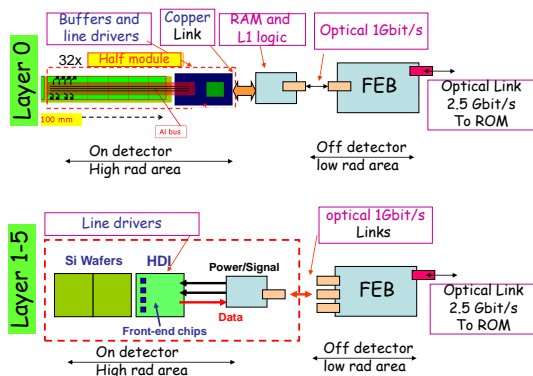 Layer 0
Buffers and
line drivers
Copper
Link
RAM and
L1 logic
Optical 1Gbit/s
32x
Half module
FEB
100 mm
Al bus
Optical Link
2,5 Gbit/s
To ROM
On detector
High rad area
Off detector
low rad area
Layer 1-5
Line drivers
optical 1Gbit/s
Links
Si Wafers
HDI
Power/Signal
FEB
Data
Front-end chips
Optical Link
2,5 Gbit/s
To ROM
On detector
High rad area
Off detector
low rad area